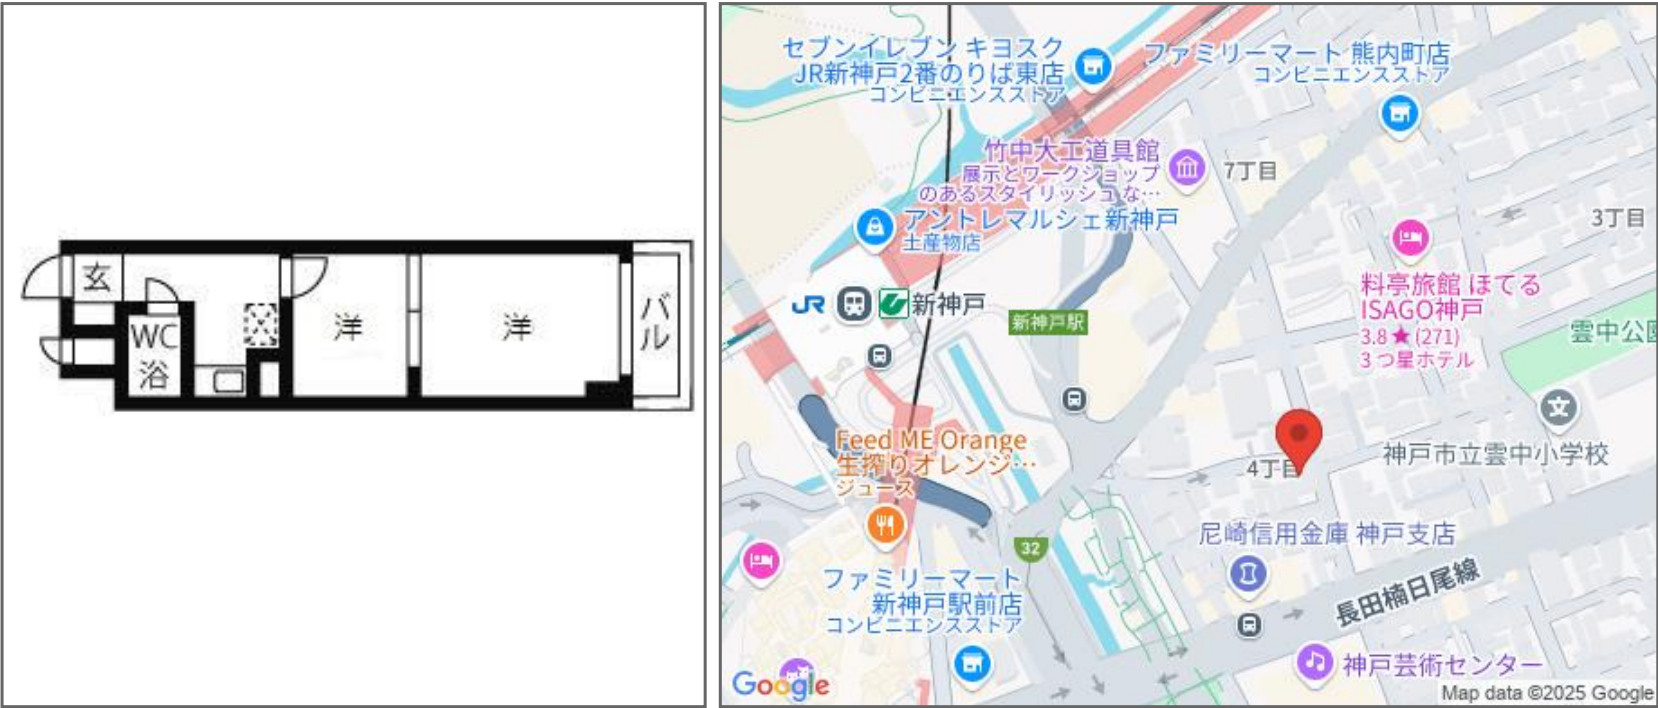 玄
WC
浴
洋
洋
バル
セブンイレブン キヨスク
JR新神戸2番のりば東店
コンビニエンスストア
ファミリーマート 熊内町店
コンビニエンスストア
竹中大工道具館
展示とワークショップ
のあるスタイリッシュな…
7丁目
アントレマルシェ新神戸
土産物店
3丁目
JR
新神戸
新神戸駅
料亭旅館 ほてる
ISAGO神戸
3.8★(271)
3 つ星ホテル
雲中公園
文
神戸市立雲中小学校
4丁目
Feed ME Orange
生搾りオレンジ…
ジュース
尼崎信用金庫 神戸支店
32
ファミリーマート
新神戸駅前店
コンビニエンスストア
長田楠日尾線
神戸芸術センター
Google
Map data ©2025 Google